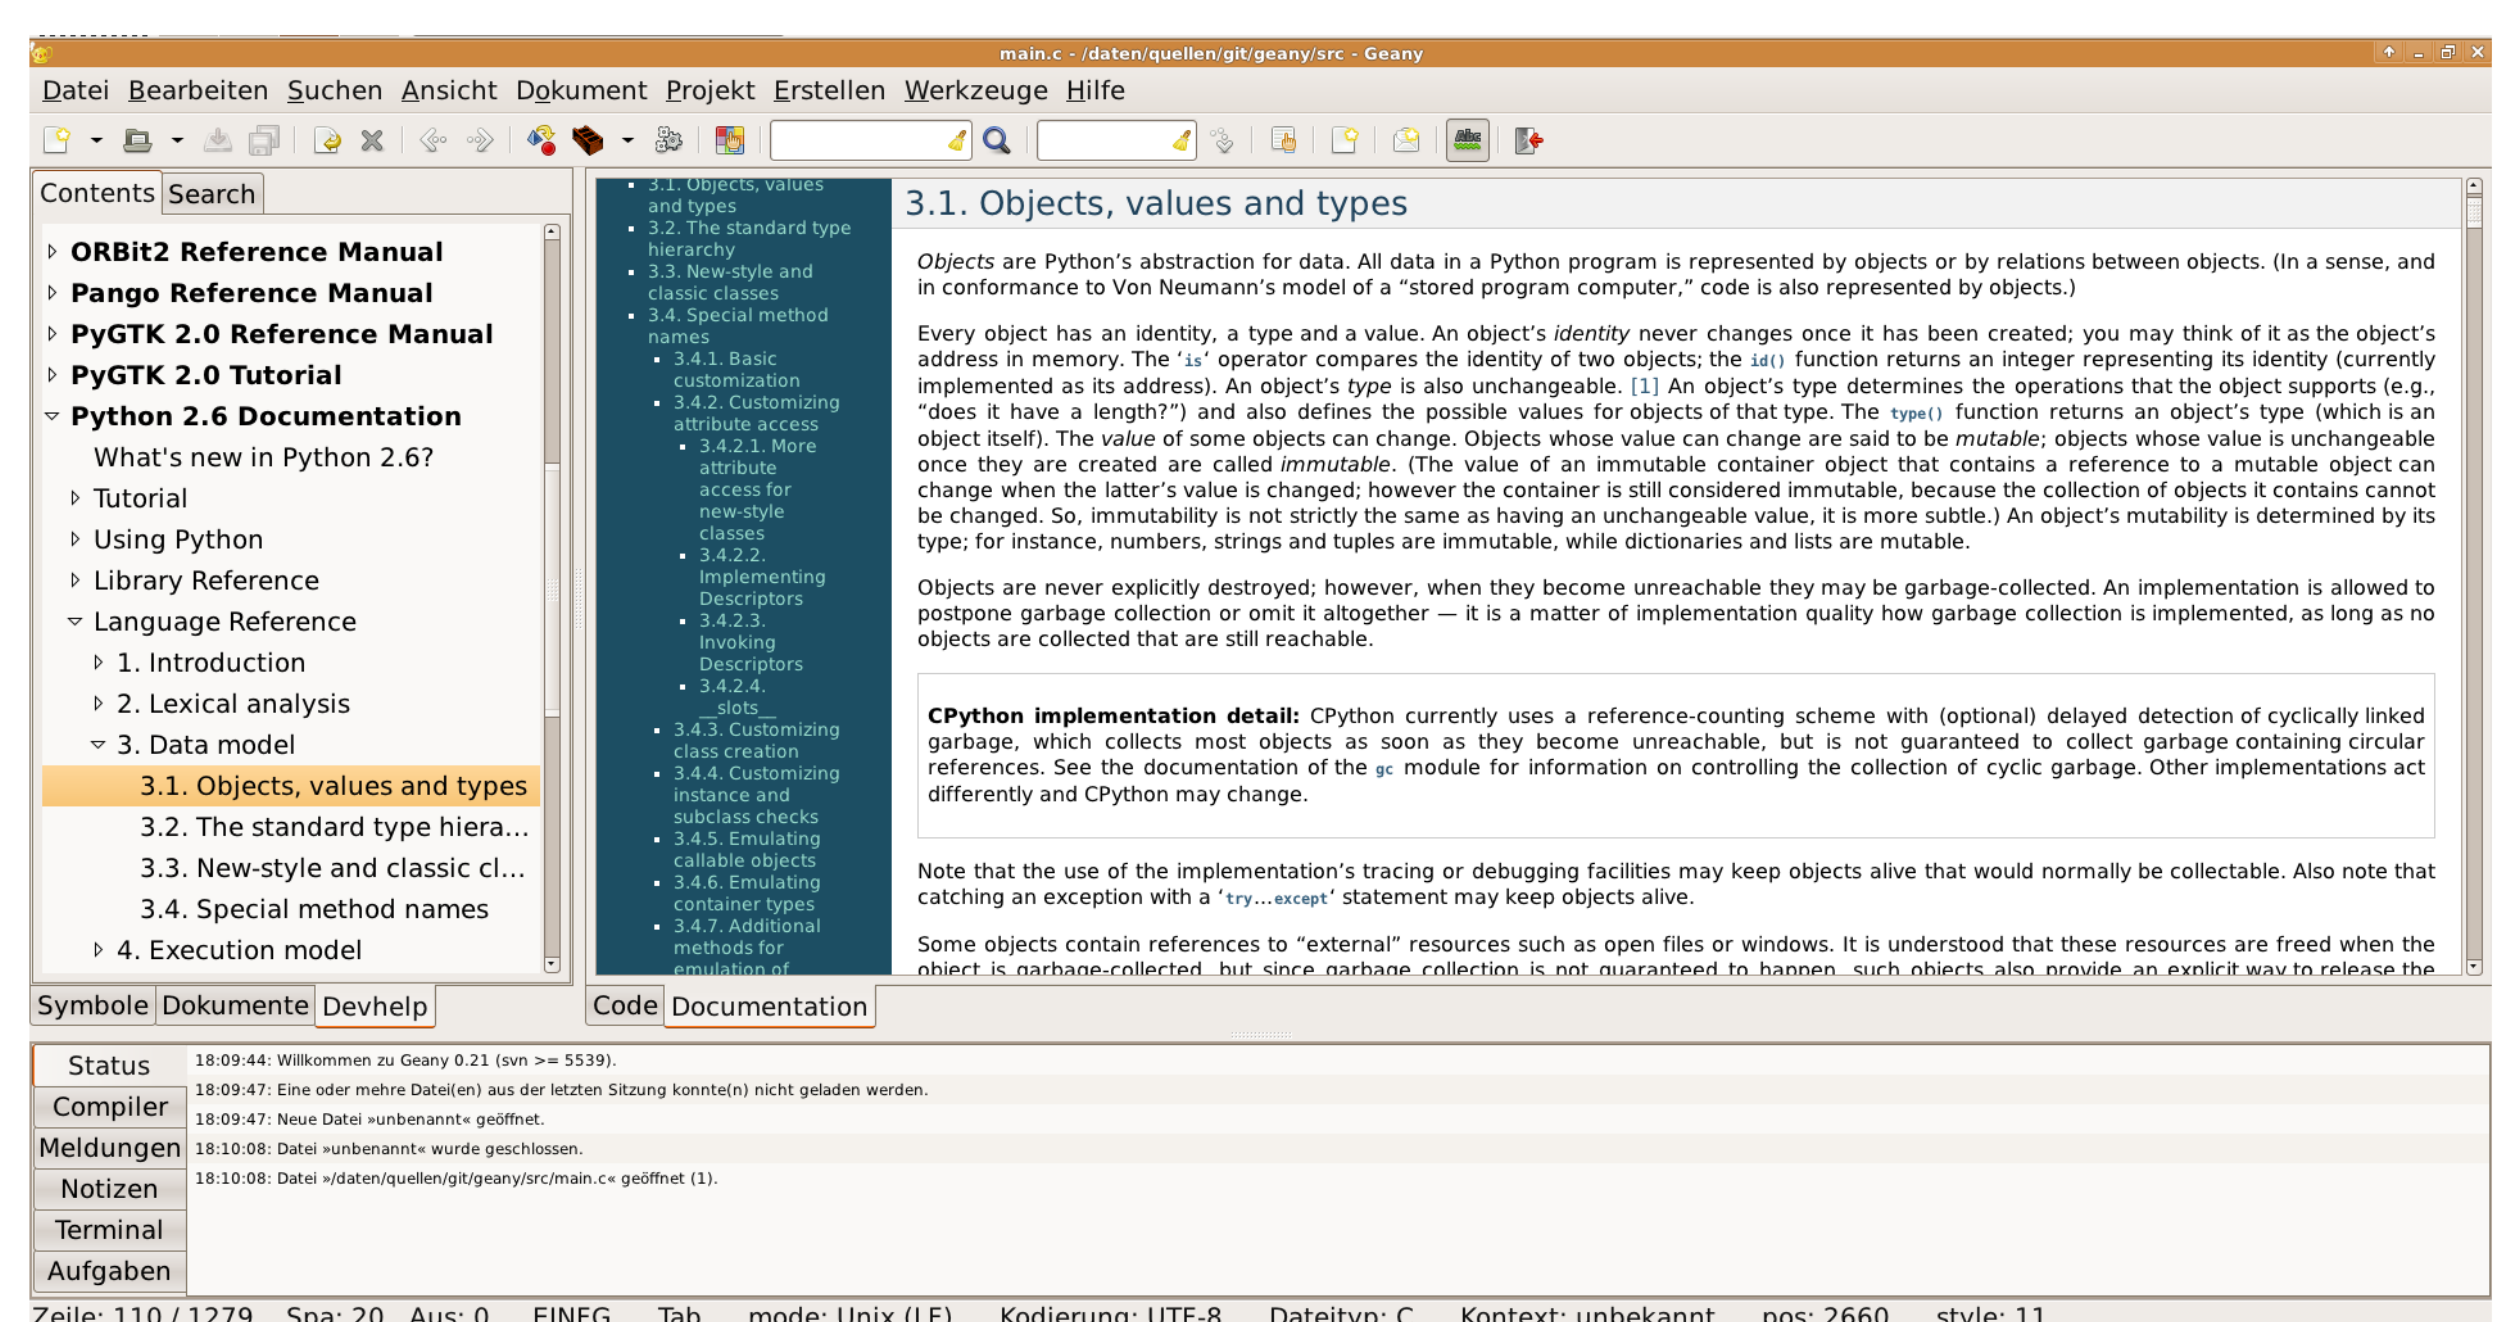 main.c - /daten/quellen/git/geany/src - Geany
Datei Bearbeiten Suchen Ansicht Dokument Projekt Erstellen Werkzeuge Hilfe
Abc
Contents Search
ORBit2 Reference Manual
Pango Reference Manual
PyGTK 2.0 Reference Manual
PyGTK 2.0 Tutorial
Python 2.6 Documentation
What's new in Python 2.6?
Tutorial
Using Python
Library Reference
Language Reference
1. Introduction
2. Lexical analysis
3. Data model
3.1. Objects, values and types
3.2. The standard type hiera...
3.3. New-style and classic cl...
3.4. Special method names
4. Execution model
Symbole Dokumente Devhelp
3.1. Objects, values
and types
3.2. The standard type
hierarchy
3.3. New-style and
classic classes
3.4. Special method
names
3.4.1. Basic
customization
3.4.2. Customizing
attribute access
3.4.2.1. More
attribute
access for
new-style
classes
3.4.2.2.
Implementing
Descriptors
3.4.2.3.
Invoking
Descriptors
3.4.2.4.
__slots__
3.4.3. Customizing
class creation
3.4.4. Customizing
instance and
subclass checks
3.4.5. Emulating
callable objects
3.4.6. Emulating
container types
3.4.7. Additional
methods for
emulation of
3.1. Objects, values and types
Objects are Python’s abstraction for data. All data in a Python program is represented by objects or by relations between objects. (In a sense, and
in conformance to Von Neumann’s model of a “stored program computer,” code is also represented by objects.)
Every object has an identity, a type and a value. An object’s identity never changes once it has been created; you may think of it as the object’s
address in memory. The ‘is‘ operator compares the identity of two objects; the id() function returns an integer representing its identity (currently
implemented as its address). An object’s type is also unchangeable. [1] An object’s type determines the operations that the object supports (e.g.,
“does it have a length?”) and also defines the possible values for objects of that type. The type() function returns an object’s type (which is an
object itself). The value of some objects can change. Objects whose value can change are said to be mutable; objects whose value is unchangeable
once they are created are called immutable. (The value of an immutable container object that contains a reference to a mutable object can
change when the latter’s value is changed; however the container is still considered immutable, because the collection of objects it contains cannot
be changed. So, immutability is not strictly the same as having an unchangeable value, it is more subtle.) An object’s mutability is determined by its
type; for instance, numbers, strings and tuples are immutable, while dictionaries and lists are mutable.
Objects are never explicitly destroyed; however, when they become unreachable they may be garbage-collected. An implementation is allowed to
postpone garbage collection or omit it altogether — it is a matter of implementation quality how garbage collection is implemented, as long as no
objects are collected that are still reachable.
CPython implementation detail: CPython currently uses a reference-counting scheme with (optional) delayed detection of cyclically linked
garbage, which collects most objects as soon as they become unreachable, but is not guaranteed to collect garbage containing circular
references. See the documentation of the gc module for information on controlling the collection of cyclic garbage. Other implementations act
differently and CPython may change.
Note that the use of the implementation’s tracing or debugging facilities may keep objects alive that would normally be collectable. Also note that
catching an exception with a ‘try...except‘ statement may keep objects alive.
Some objects contain references to “external” resources such as open files or windows. It is understood that these resources are freed when the
object is garbage-collected, but since garbage collection is not guaranteed to happen, such objects also provide an explicit way to release the
Code Documentation
Status
Compiler
Meldungen
Notizen
Terminal
Aufgaben
18:09:44: Willkommen zu Geany 0.21 (svn >= 5539).
18:09:47: Eine oder mehre Datei(en) aus der letzten Sitzung konnte(n) nicht geladen werden.
18:09:47: Neue Datei »unbenannt« geöffnet.
18:10:08: Datei »unbenannt« wurde geschlossen.
18:10:08: Datei »/daten/quellen/git/geany/src/main.c« geöffnet (1).
Zeile: 110 / 1279 Spa: 20 Aus: 0 EINFG Tab mode: Unix (LF) Kodierung: UTF-8 Dateityp: C Kontext: unbekannt pos: 2660 style: 11